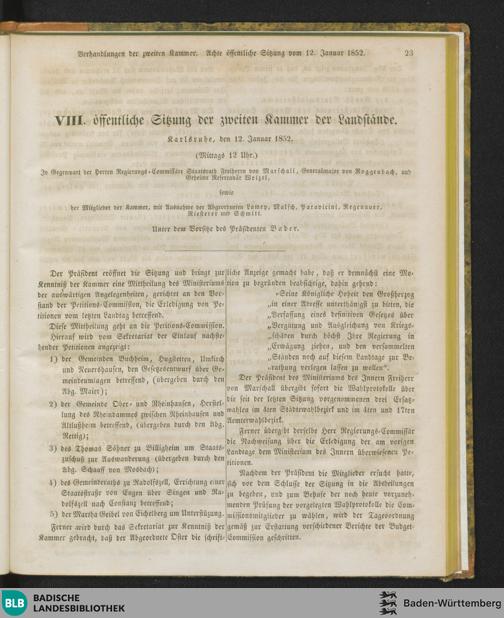 Verhandlungen der zweiten Kammer. Achte öffentliche Sitzung vom 12. Januar 1852. 23
VIII. öffentliche Sitzung der zweiten Kammer der Landstände.
Karlsruhe, den 12. Januar 1852.
(Mittags 12 Uhr.)
In Gegenwart der Herren Regierungs-Commissäre Staatsrath Freiherrn von Marschall, Generalmajor von Roggenbach, und
Geheime Referendär Weizel,
sowie
der Mitglieder der Kammer, mit Ausnahme der Abgeordneten Lamey, Malsch, Paravicini, Regenauer,
Riesterer und Schmitt.
Unter dem Vorsitze des Präsidenten Bader.
Der Präsident eröffnet die Sitzung und bringt zur
Kenntniß der Kammer eine Mittheilung des Ministeriums
der auswärtigen Angelegenheiten, gerichtet an den Vor-
stand der Petitions-Commission, die Erledigung von Pe-
titionen vom letzten Landtag betreffend.
Diese Mittheilung geht an die Petitions-Commission.
Hierauf wird vom Sekretariat der Einlauf nachste-
hender Petitionen angezeigt:
1) der Gemeinden Buchheim, Hugstetten, Umkirch
und Neuershausen, den Gesetzesentwurf über Ge-
meindeumlagen betreffend, (übergeben durch den
Abg. Maier);
2) der Gemeinde Ober- und Rheinhausen, Herstel-
lung des Rheindammes zwischen Rheinhausen und
Altlußheim betreffend, (übergeben durch den Abg.
Rettig);
3) des Thomas Söhner zu Billigheim um Staats-
zuschuß zur Auswanderung (übergeben durch den
Abg. Schaaff von Mosbach);
4) des Gemeinderaths zu Radolfszell, Errichtung einer
Staatsstraße von Engen über Singen und Ra-
dolfszell nach Constanz betreffend;
5) der Martha Geibel von Eichelberg um Unterstützung.
Ferner wird durch das Sekretariat zur Kenntniß der
Kammer gebracht, daß der Abgeordnete Oster die schrift-
liche Anzeige gemacht habe, daß er demnächst eine Mo-
tion zu begründen beabsichtige, dahin gehend:
„Seine Königliche Hoheit den Großherzog
„in einer Adresse unterthänigst zu bitten, die
„Verfassung eines definitiven Gesetzes über
„Vergütung und Ausgleichung von Kriegs-
„schäden durch höchst Ihre Regierung in
„Erwägung ziehen, und den versammelten
„Ständen noch auf diesem Landtage zur Be-
„rathung vorlegen lassen zu wollen“.
Der Präsident des Ministeriums des Innern Freiherr
von Marschall übergibt sofort die Wahlprotokolle über
die seit der letzten Sitzung vorgenommenen drei Ersatz-
wahlen im 4ten Städtewahlbezirk und im 4ten und 17ten
Aemterwahlbezirk.
Ferner übergibt derselbe Herr Regierungs-Commissär
die Nachweisung über die Erledigung der am vorigen
Landtage dem Ministerium des Innern überwiesenen Pe-
titionen.
Nachdem der Präsident die Mitglieder ersucht hatte,
sich vor dem Schlusse der Sitzung in die Abtheilungen
zu begeben, und zum Behufe der noch heute vorzuneh-
menden Prüfung der vorgelegten Wahlprotokolle die Com-
missionsmitglieder zu wählen, wird der Tagesordnung
gemäß zur Erstattung verschiedener Berichte der Budget-
Commission geschritten.
BLB BADISCHE
LANDESBIBLIOTHEK
Baden-Württemberg